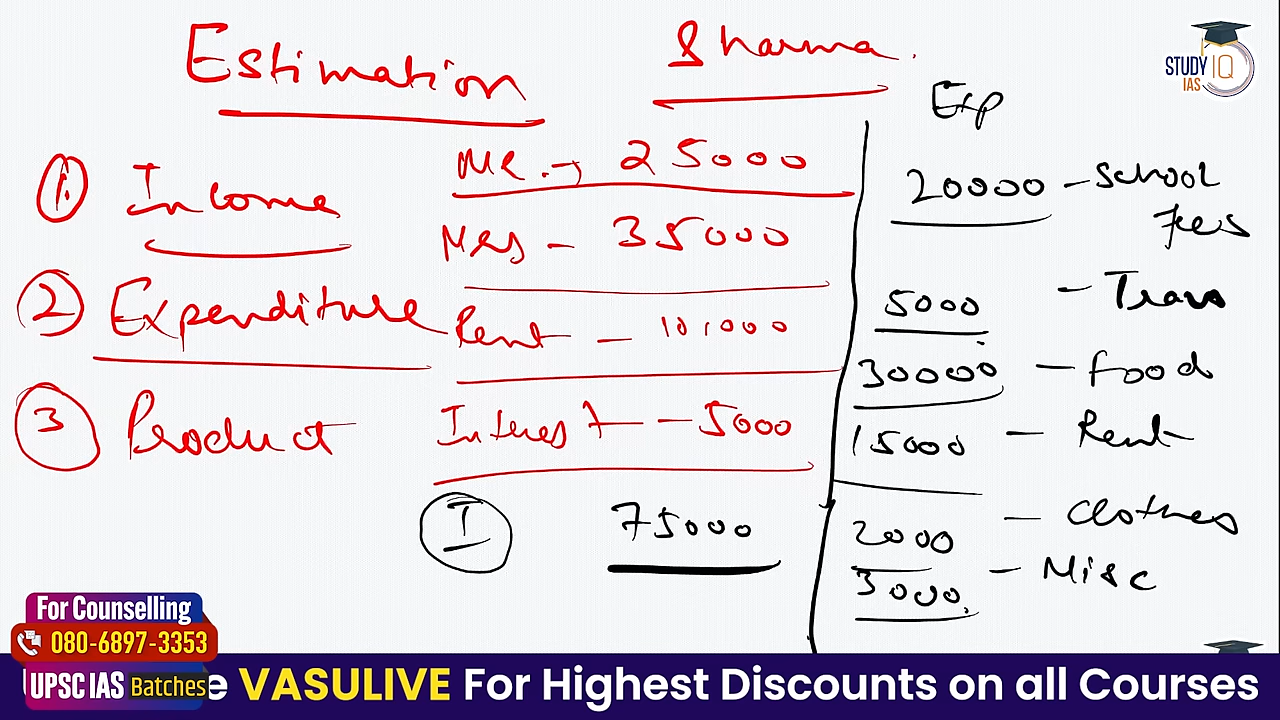 Estimation
Sharma.
STUDY IQ
IAS
Exp
1. Income
MR. → 25000
20000 - School
fees
Mrs - 35000
2 Expenditure
Rent - 10,000
5000 - Trans
30000 - food
3 Product
Interest - 5000
15000 - Rent
I 75000
2000 - Clothes
3000. - Misc
For Counselling
080-6897-3353
UPSC IAS Batches
e VASULIVE For Highest Discounts on all Courses